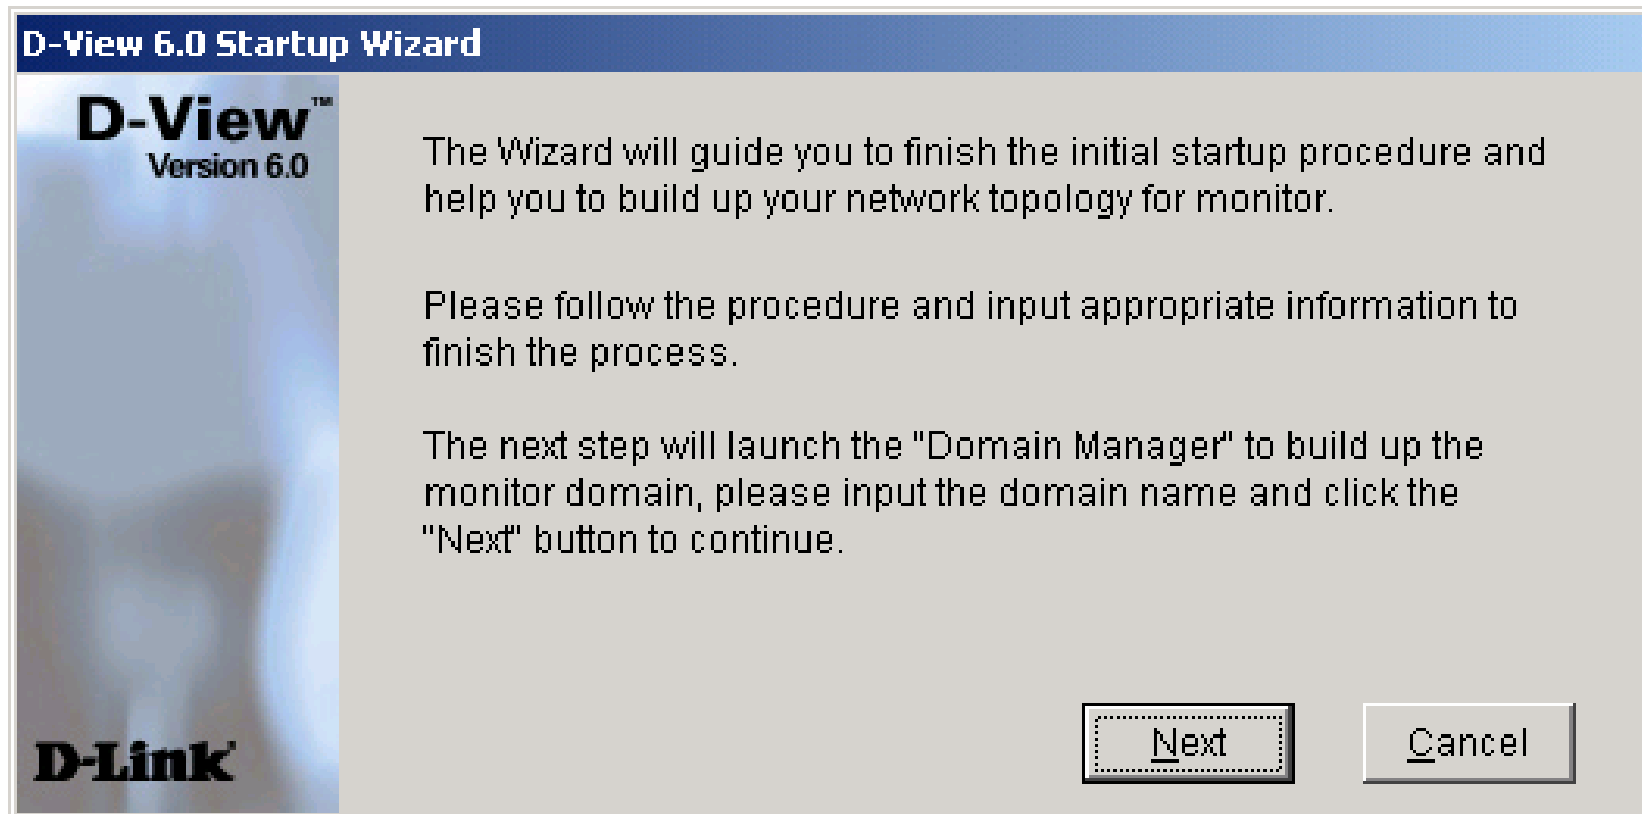 D-View 6.0 Startup Wizard
D-View™
Version 6.0
The Wizard will guide you to finish the initial startup procedure and
help you to build up your network topology for monitor.
Please follow the procedure and input appropriate information to
finish the process.
The next step will launch the "Domain Manager" to build up the
monitor domain, please input the domain name and click the
"Next" button to continue.
D-Link
Next
Cancel